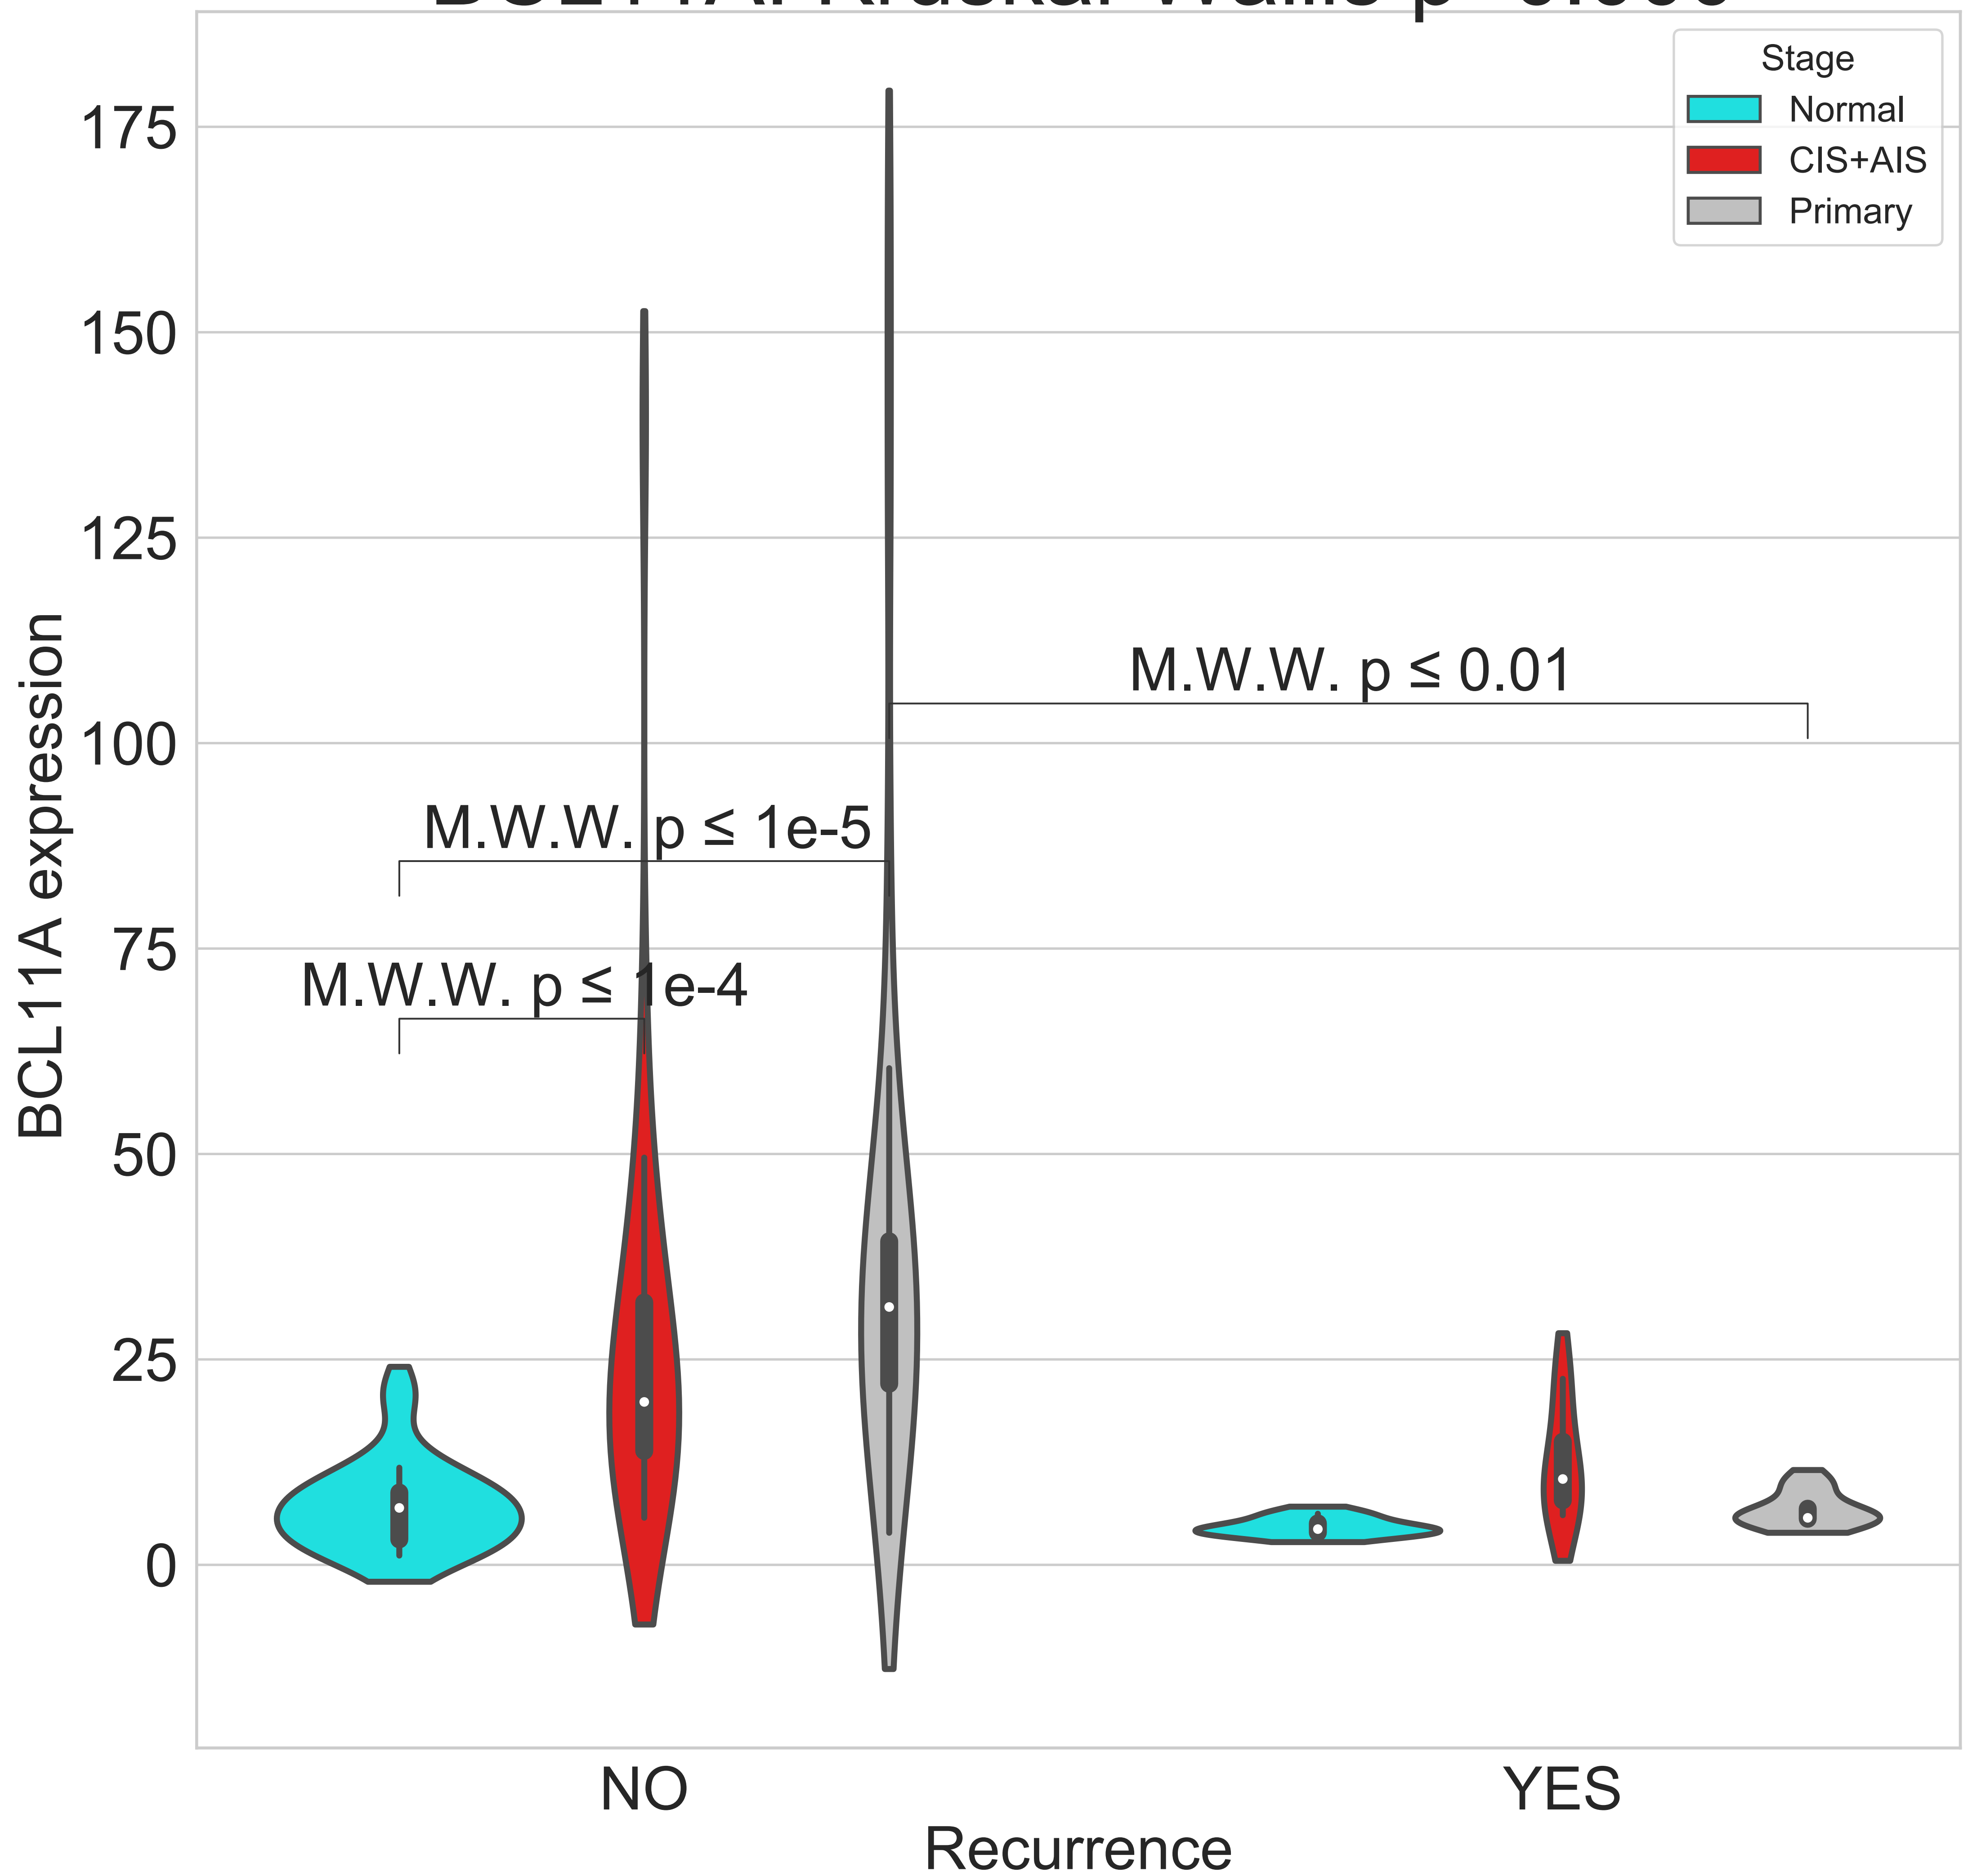 Stage
Normal
CIS+AIS
Primary
175
150
125
100
75
50
25
0
BCL11A expression
M.W.W. p ≤ 0.01
M.W.W. p ≤ 1e-5
M.W.W. p ≤ 1e-4
NO
YES
Recurrence